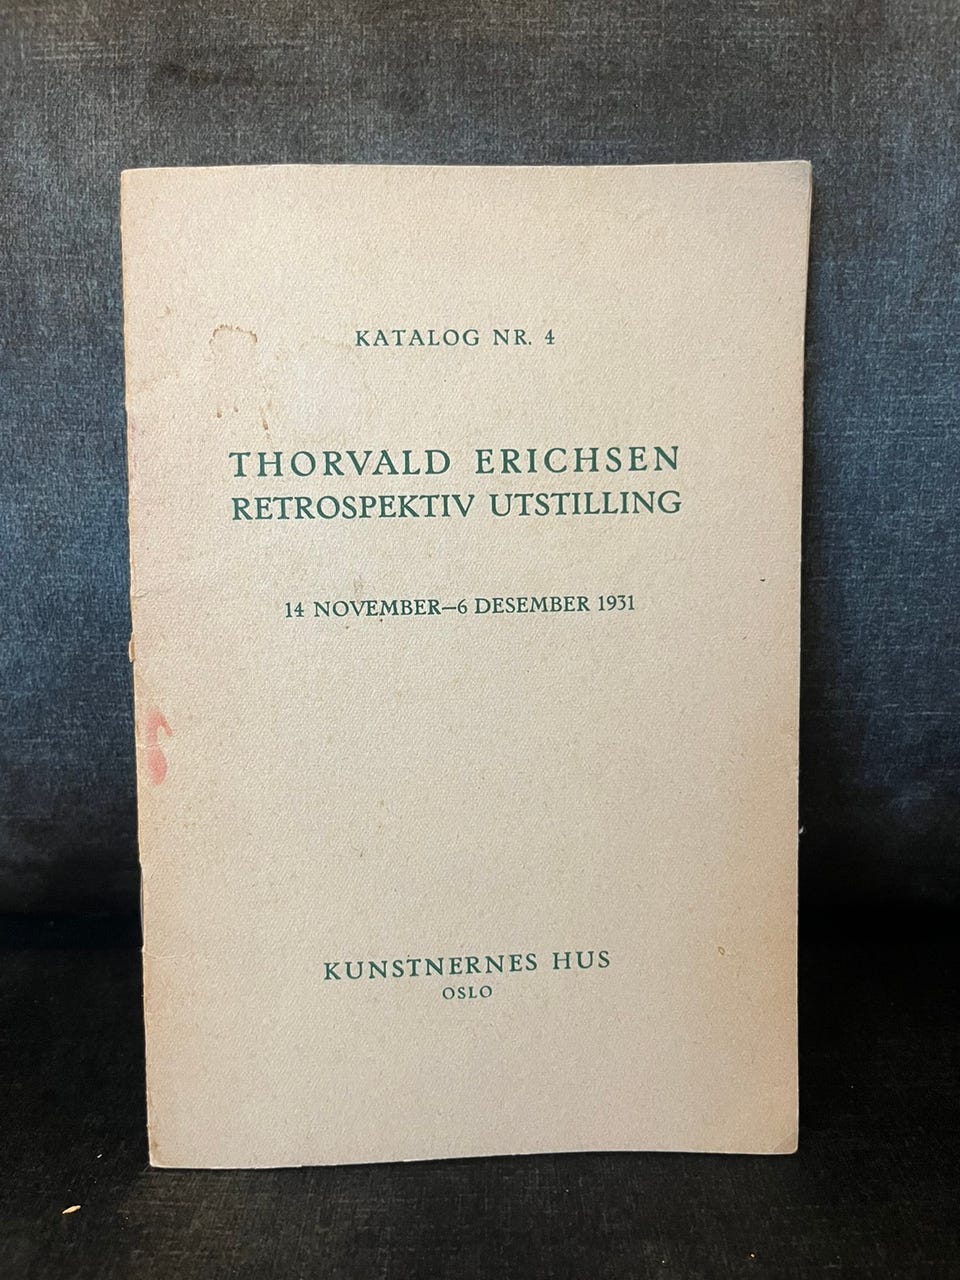 KATALOG NR. 4
THORVALD ERICHSEN
RETROSPEKTIV UTSTILLING
14 NOVEMBER—6 DESEMBER 1931
KUNSTNERNES HUS
OSLO